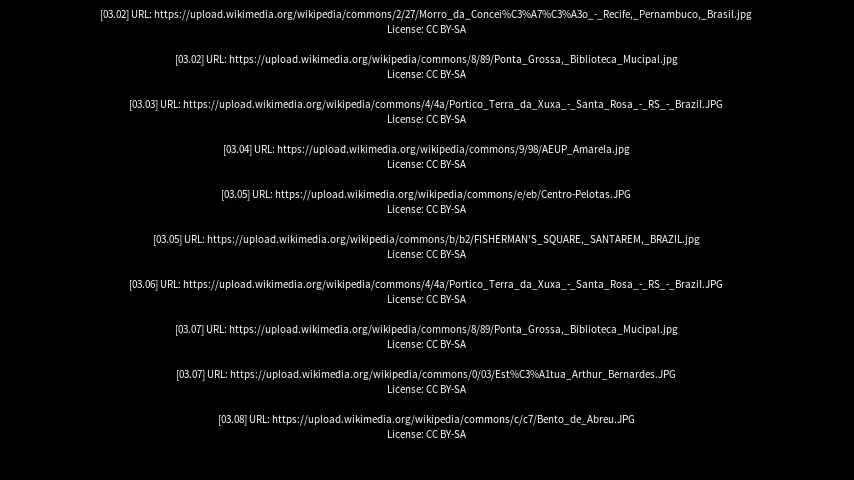 [03.02] URL: https://upload.wikimedia.org/wikipedia/commons/2/27/Morro_da_Concei%C3%A7%C3%A3o_-_Recife,_Pernambuco,_Brasil.jpg
License: CC BY-SA
[03.02] URL: https://upload.wikimedia.org/wikipedia/commons/8/89/Ponta_Grossa,_Biblioteca_Mucipal.jpg
License: CC BY-SA
[03.03] URL: https://upload.wikimedia.org/wikipedia/commons/4/4a/Portico_Terra_da_Xuxa_-_Santa_Rosa_-_RS_-_Brazil.JPG
License: CC BY-SA
[03.04] URL: https://upload.wikimedia.org/wikipedia/commons/9/98/AEUP_Amarela.jpg
License: CC BY-SA
[03.05] URL: https://upload.wikimedia.org/wikipedia/commons/e/eb/Centro-Pelotas.JPG
License: CC BY-SA
[03.05] URL: https://upload.wikimedia.org/wikipedia/commons/b/b2/FISHERMAN'S_SQUARE,_SANTAREM,_BRAZIL.jpg
License: CC BY-SA
[03.06] URL: https://upload.wikimedia.org/wikipedia/commons/4/4a/Portico_Terra_da_Xuxa_-_Santa_Rosa_-_RS_-_Brazil.JPG
License: CC BY-SA
[03.07] URL: https://upload.wikimedia.org/wikipedia/commons/8/89/Ponta_Grossa,_Biblioteca_Mucipal.jpg
License: CC BY-SA
[03.07] URL: https://upload.wikimedia.org/wikipedia/commons/0/03/Est%C3%A1tua_Arthur_Bernardes.JPG
License: CC BY-SA
[03.08] URL: https://upload.wikimedia.org/wikipedia/commons/c/c7/Bento_de_Abreu.JPG
License: CC BY-SA